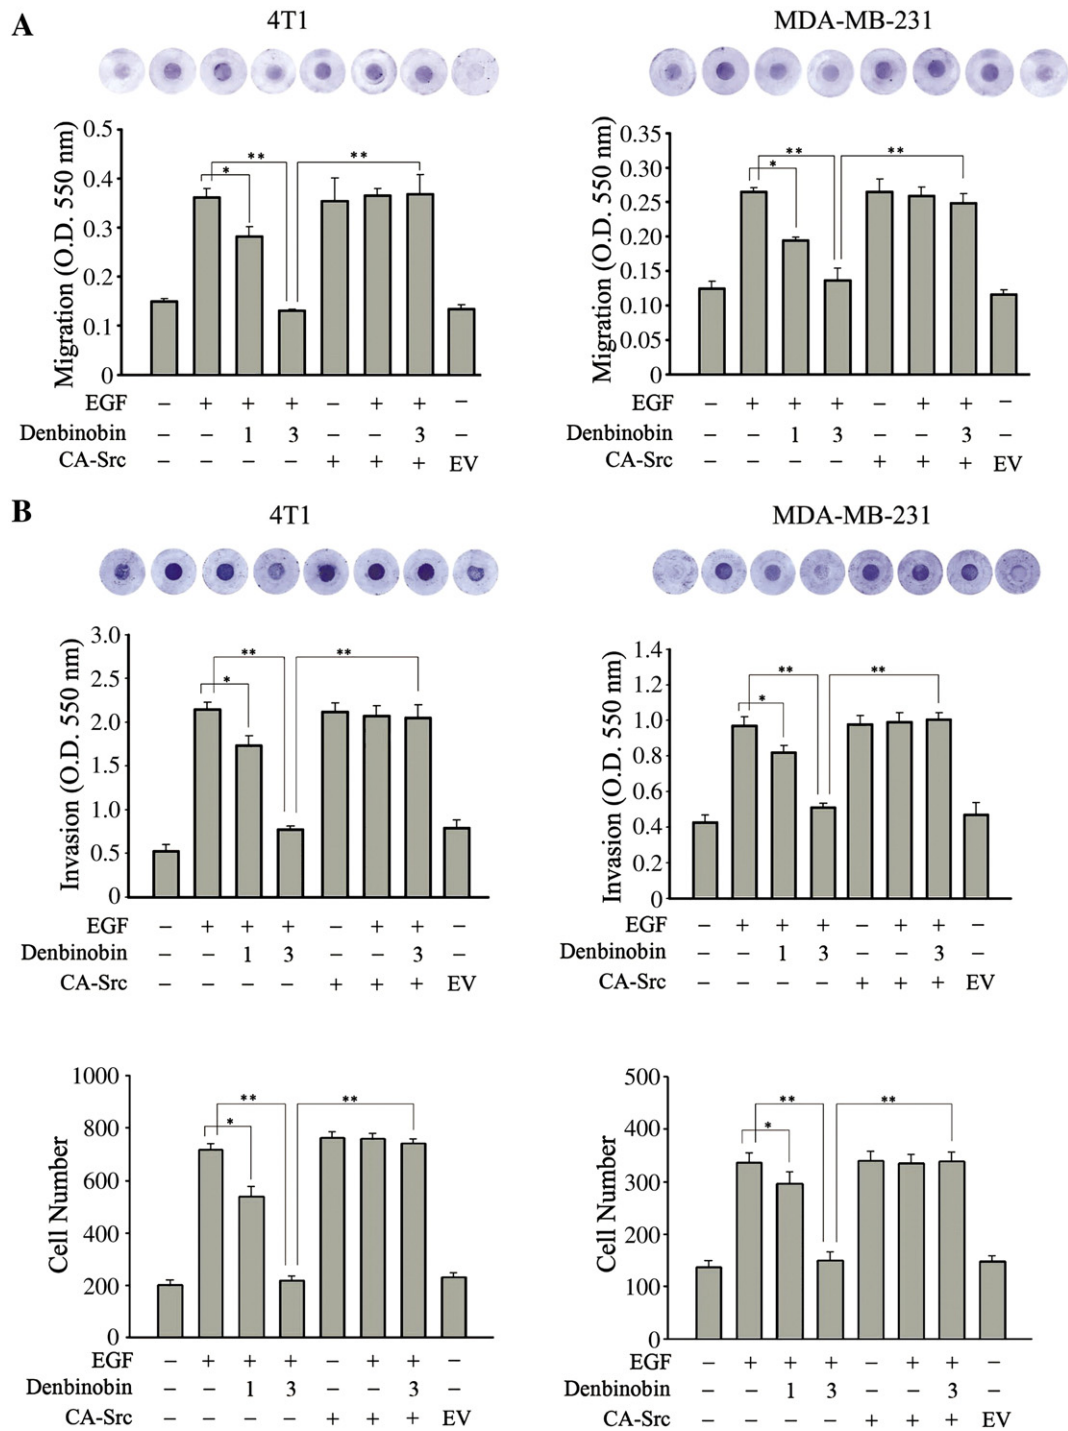 A
4T1
MDA-MB-231
Migration (O.D. 550 nm)
0.5
0.4
0.3
0.2
0.1
0
* ** **
EGF − + + + − + + −
Denbinobin − − 1 3 − − 3
CA-Src − − − − + + + EV
Migration (O.D. 550 nm)
0.35
0.30
0.25
0.20
0.15
0.10
0.05
0
* ** **
EGF − + + + − + + −
Denbinobin − − 1 3 − − 3
CA-Src − − − − + + + EV
B
4T1
MDA-MB-231
Invasion (O.D. 550 nm)
3.0
2.5
2.0
1.5
1.0
0.5
0
* ** **
EGF − + + + − + + −
Denbinobin − − 1 3 − − 3
CA-Src − − − − + + + EV
Invasion (O.D. 550 nm)
1.4
1.2
1.0
0.8
0.6
0.4
0.2
0
* ** **
EGF − + + + − + + −
Denbinobin − − 1 3 − − 3
CA-Src − − − − + + + EV
Cell Number
1000
800
600
400
200
0
* ** **
EGF − + + + − + + −
Denbinobin − − 1 3 − − 3
CA-Src − − − − + + + EV
Cell Number
500
400
300
200
100
0
* ** **
EGF − + + + − + + −
Denbinobin − − 1 3 − − 3
CA-Src − − − − + + + EV